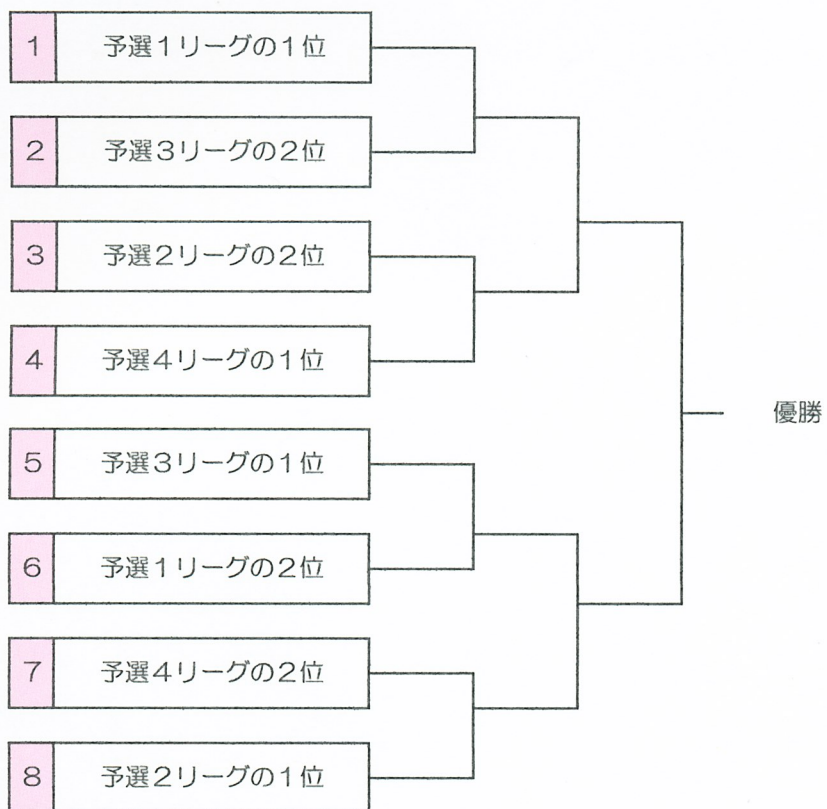 1 予選1リーグの1位
2 予選3リーグの2位
3 予選2リーグの2位
4 予選4リーグの1位
優勝
5 予選3リーグの1位
6 予選1リーグの2位
7 予選4リーグの2位
8 予選2リーグの1位